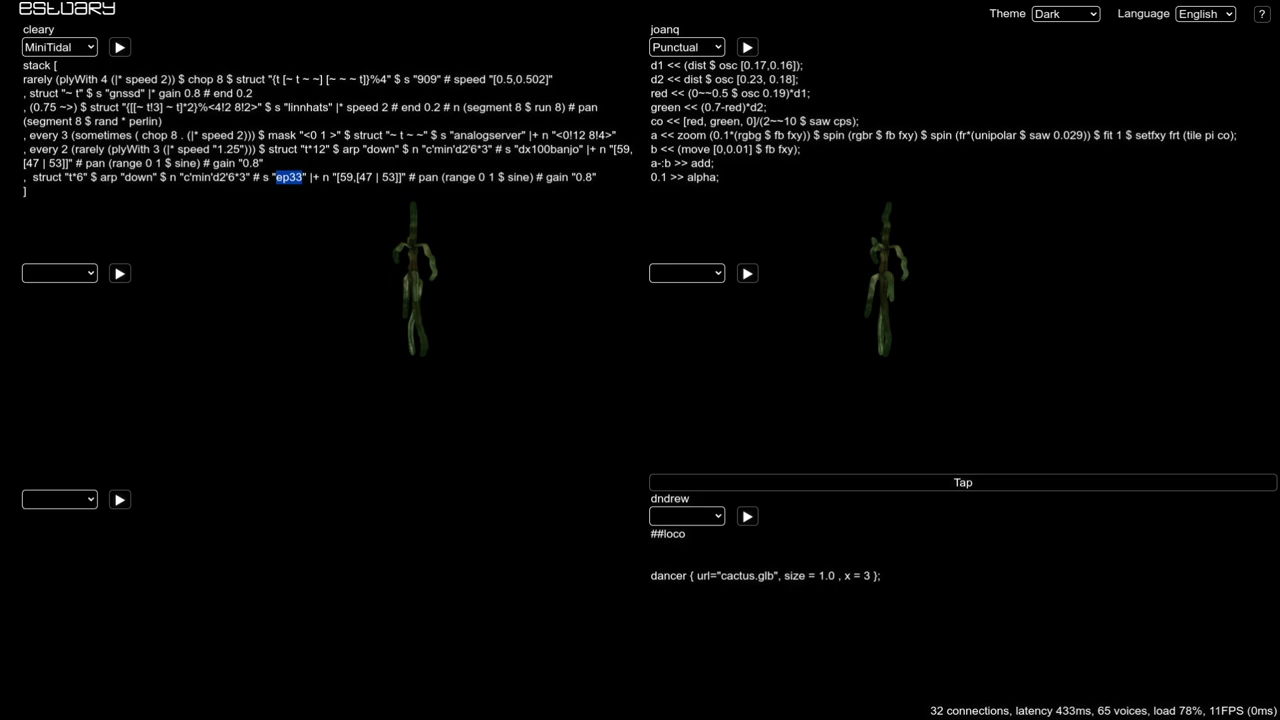 ESTUARY
Theme Dark Language English ?
cleary
MiniTidal
stack [
rarely (plyWith 4 (|* speed 2)) $ chop 8 $ struct "{t [~ t ~ ~] [~ ~ ~ t]}%4" $ s "909" # speed "[0.5,0.502]"
, struct "~ t" $ s "gnssd" |* gain 0.8 # end 0.2
, (0.75 ~>) $ struct "{[[~ t!3] ~ t]*2}%<4!2 8!2>" $ s "linnhats" |* speed 2 # end 0.2 # n (segment 8 $ run 8) # pan
(segment 8 $ rand * perlin)
, every 3 (sometimes ( chop 8 . (|* speed 2))) $ mask "<0 1 >" $ struct "~ t ~ ~" $ s "analogserver" |+ n "<0!12 8!4>"
, every 2 (rarely (plyWith 3 (|* speed "1.25"))) $ struct "t*12" $ arp "down" $ n "c'min'd2'6*3" # s "dx100banjo" |+ n "[59,
[47 | 53]]" # pan (range 0 1 $ sine) # gain "0.8"
,  struct "t*6" $ arp "down" $ n "c'min'd2'6*3" # s "ep33" |+ n "[59,[47 | 53]]" # pan (range 0 1 $ sine) # gain "0.8"
]
joanq
Punctual
d1 << (dist $ osc [0.17,0.16]);
d2 << dist $ osc [0.23, 0.18];
red << (0~~0.5 $ osc 0.19)*d1;
green << (0.7-red)*d2;
co << [red, green, 0]/(2~~10 $ saw cps);
a << zoom (0.1*(rgbg $ fb fxy)) $ spin (rgbr $ fb fxy) $ spin (fr*(unipolar $ saw 0.029)) $ fit 1 $ setfxy frt (tile pi co);
b << (move [0,0.01] $ fb fxy);
a-:b >> add;
0.1 >> alpha;
Tap
dndrew
##loco
dancer { url="cactus.glb", size = 1.0 , x = 3 };
32 connections, latency 433ms, 65 voices, load 78%, 11FPS (0ms)